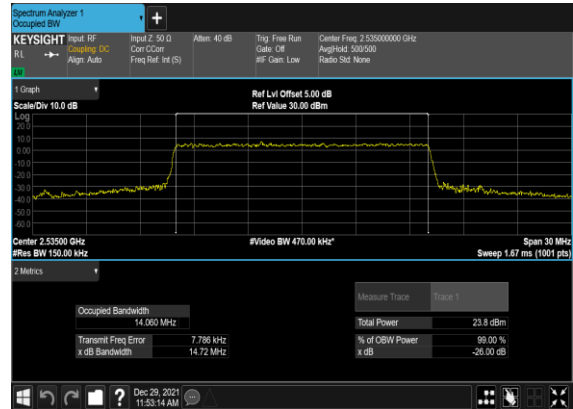 Spectrum Analyzer 1
Occupied BW
+
KEYSIGHT Input: RF Input Z: 50 Ω Atten: 40 dB Trig: Free Run Center Freq: 2.535000000 GHz
RL Coupling: DC Corr CCorr Gate: Off Avg|Hold: 500/500
Align: Auto Freq Ref: Int (S) #IF Gain: Low Radio Std: None
1 Graph
Scale/Div 10.0 dB
Ref Lvl Offset 5.00 dB
Ref Value 30.00 dBm
Log
20.0
10.0
0.00
-10.0
-20.0
-30.0
-40.0
-50.0
-60.0
Center 2.53500 GHz #Video BW 470.00 kHz* Span 30 MHz
#Res BW 150.00 kHz Sweep 1.67 ms (1001 pts)
2 Metrics
Measure Trace Trace 1
Occupied Bandwidth
14.060 MHz
Total Power 23.8 dBm
Transmit Freq Error 7.786 kHz % of OBW Power 99.00 %
x dB Bandwidth 14.72 MHz x dB -26.00 dB
? Dec 29, 2021
11:53:14 AM